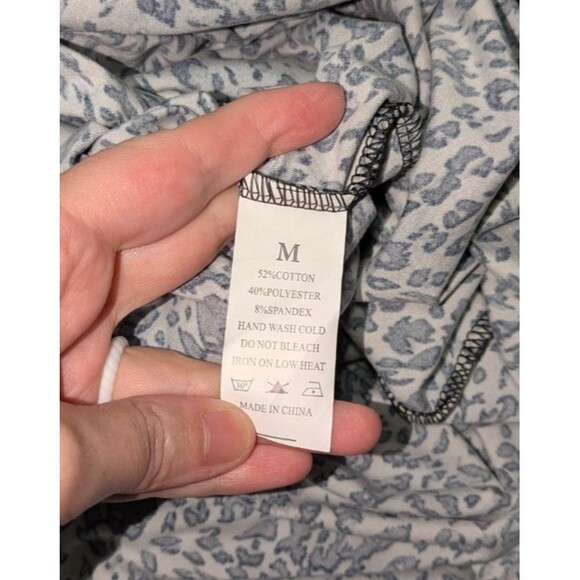 M
52%COTTON
40%POLYESTER
8%SPANDEX
HAND WASH COLD
DO NOT BLEACH
IRON ON LOW HEAT
30°
MADE IN CHINA